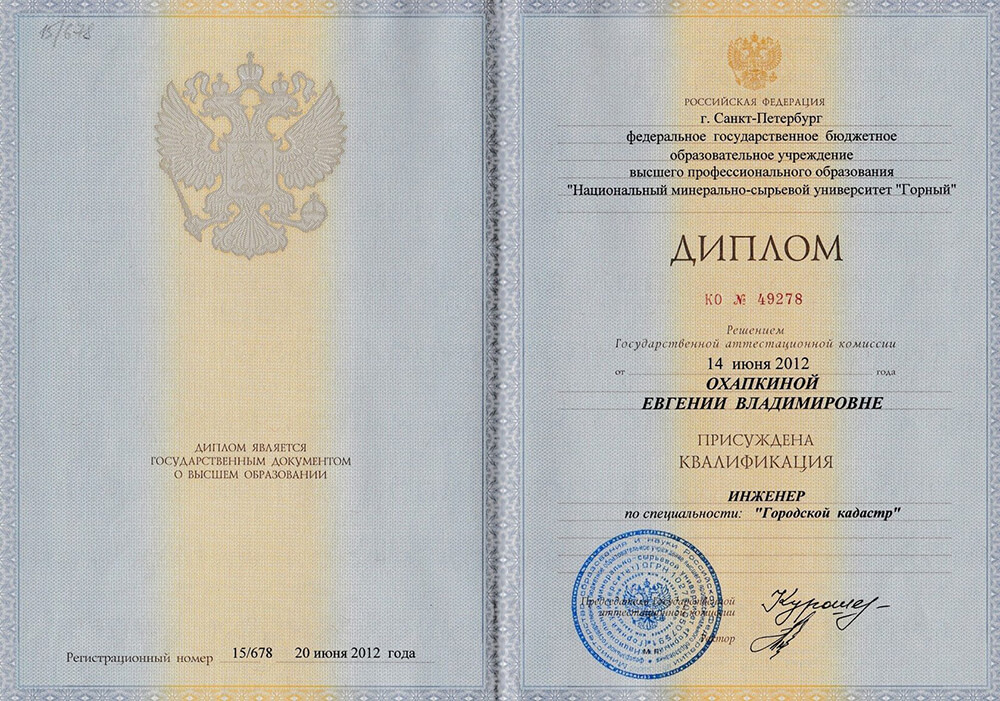 15/678
ДИПЛОМ ЯВЛЯЕТСЯ
ГОСУДАРСТВЕННЫМ ДОКУМЕНТОМ
О ВЫСШЕМ ОБРАЗОВАНИИ
Регистрационный номер 15/678 20 июня 2012 года
РОССИЙСКАЯ ФЕДЕРАЦИЯ
г. Санкт-Петербург
федеральное государственное бюджетное
образовательное учреждение
высшего профессионального образования
"Национальный минерально-сырьевой университет "Горный"
ДИПЛОМ
КО № 49278
Решением
Государственной аттестационной комиссии
от 14 июня 2012 года
ОХАПКИНОЙ
ЕВГЕНИИ ВЛАДИМИРОВНЕ
ПРИСУЖДЕНА
КВАЛИФИКАЦИЯ
ИНЖЕНЕР
по специальности: "Городской кадастр"
Председатель Государственной
аттестационной комиссии
Ректор